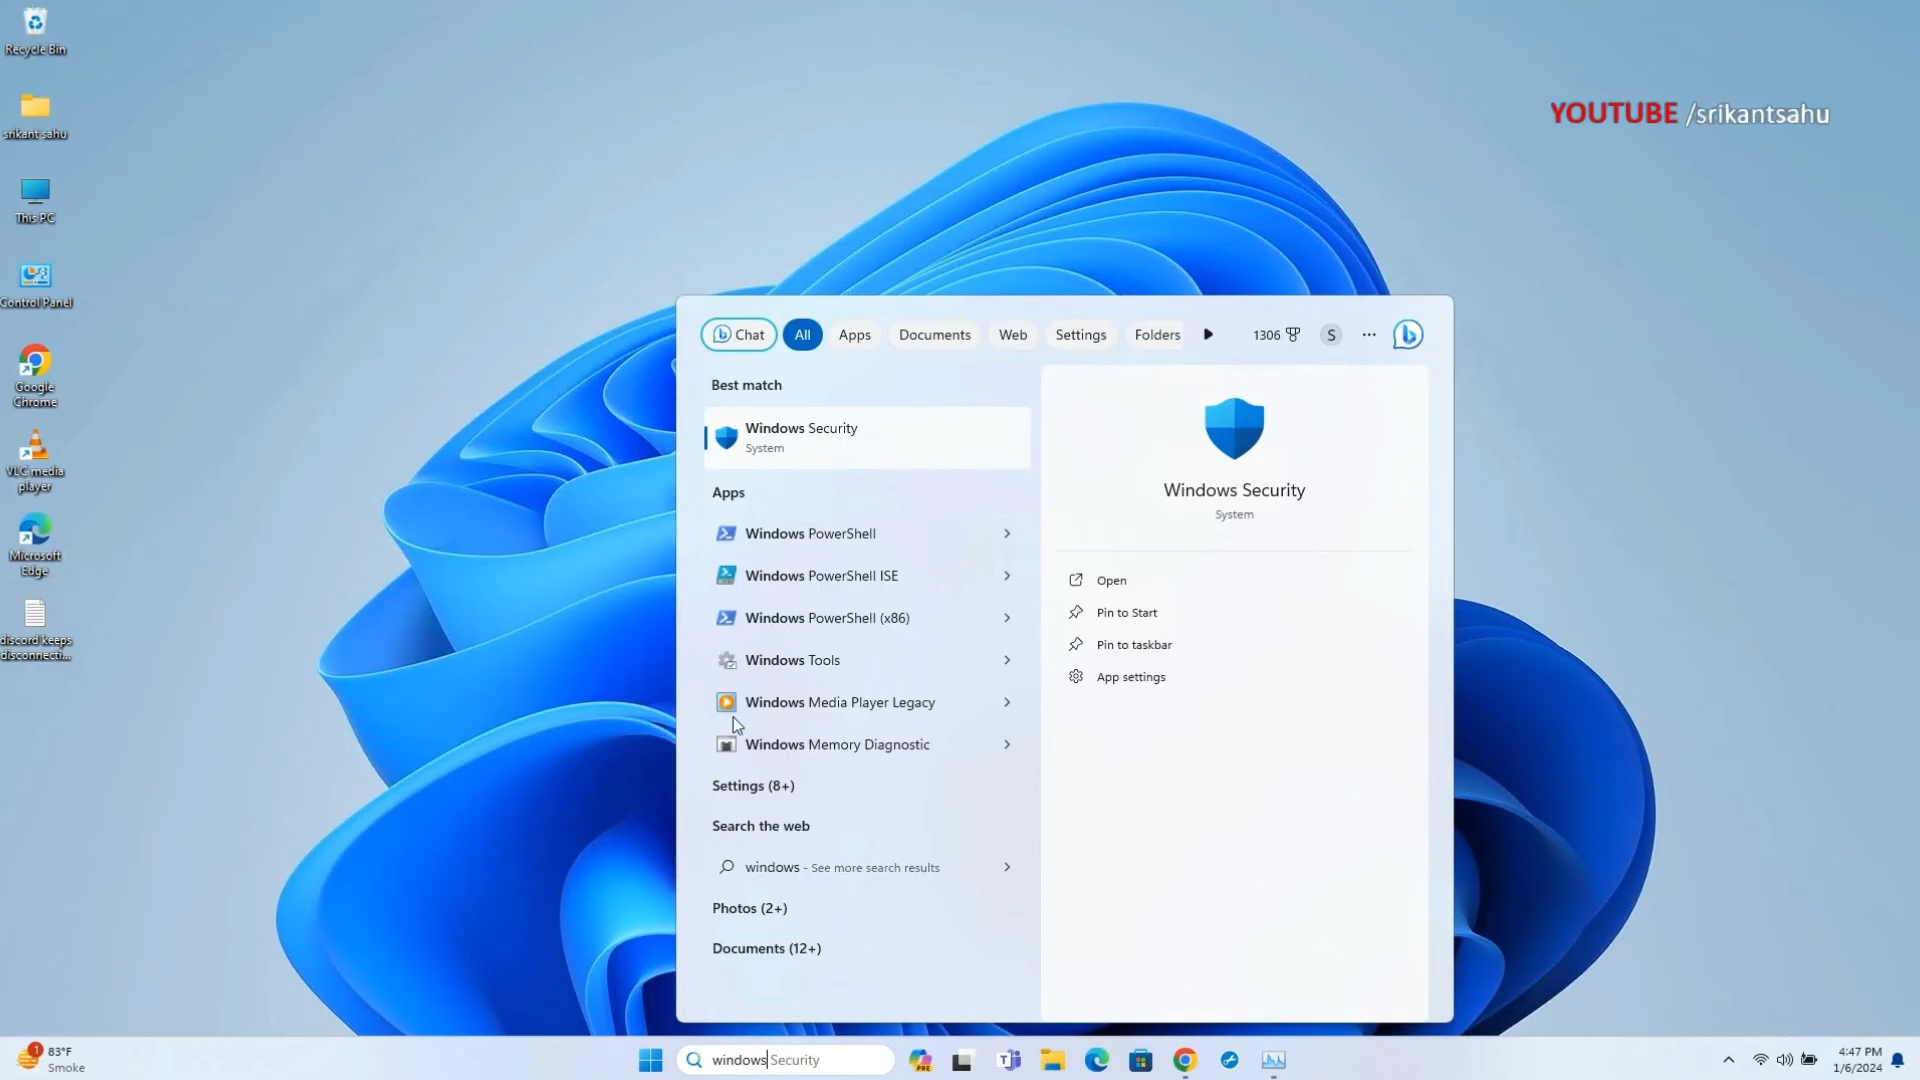 Recycle Bin
srikant sahu
This PC
Control Panel
Google
Chrome
VLC media
player
Microsoft
Edge
discord keeps
disconnecti...
YOUTUBE /srikantsahu
Chat
All
Apps
Documents
Web
Settings
Folders
1306
S
Best match
Windows Security
System
Apps
Windows PowerShell
Windows PowerShell ISE
Windows PowerShell (x86)
Windows Tools
Windows Media Player Legacy
Windows Memory Diagnostic
Settings (8+)
Search the web
windows - See more search results
Photos (2+)
Documents (12+)
Windows Security
System
Open
Pin to Start
Pin to taskbar
App settings
1
83°F
Smoke
windows Security
PRE
4:47 PM
1/6/2024